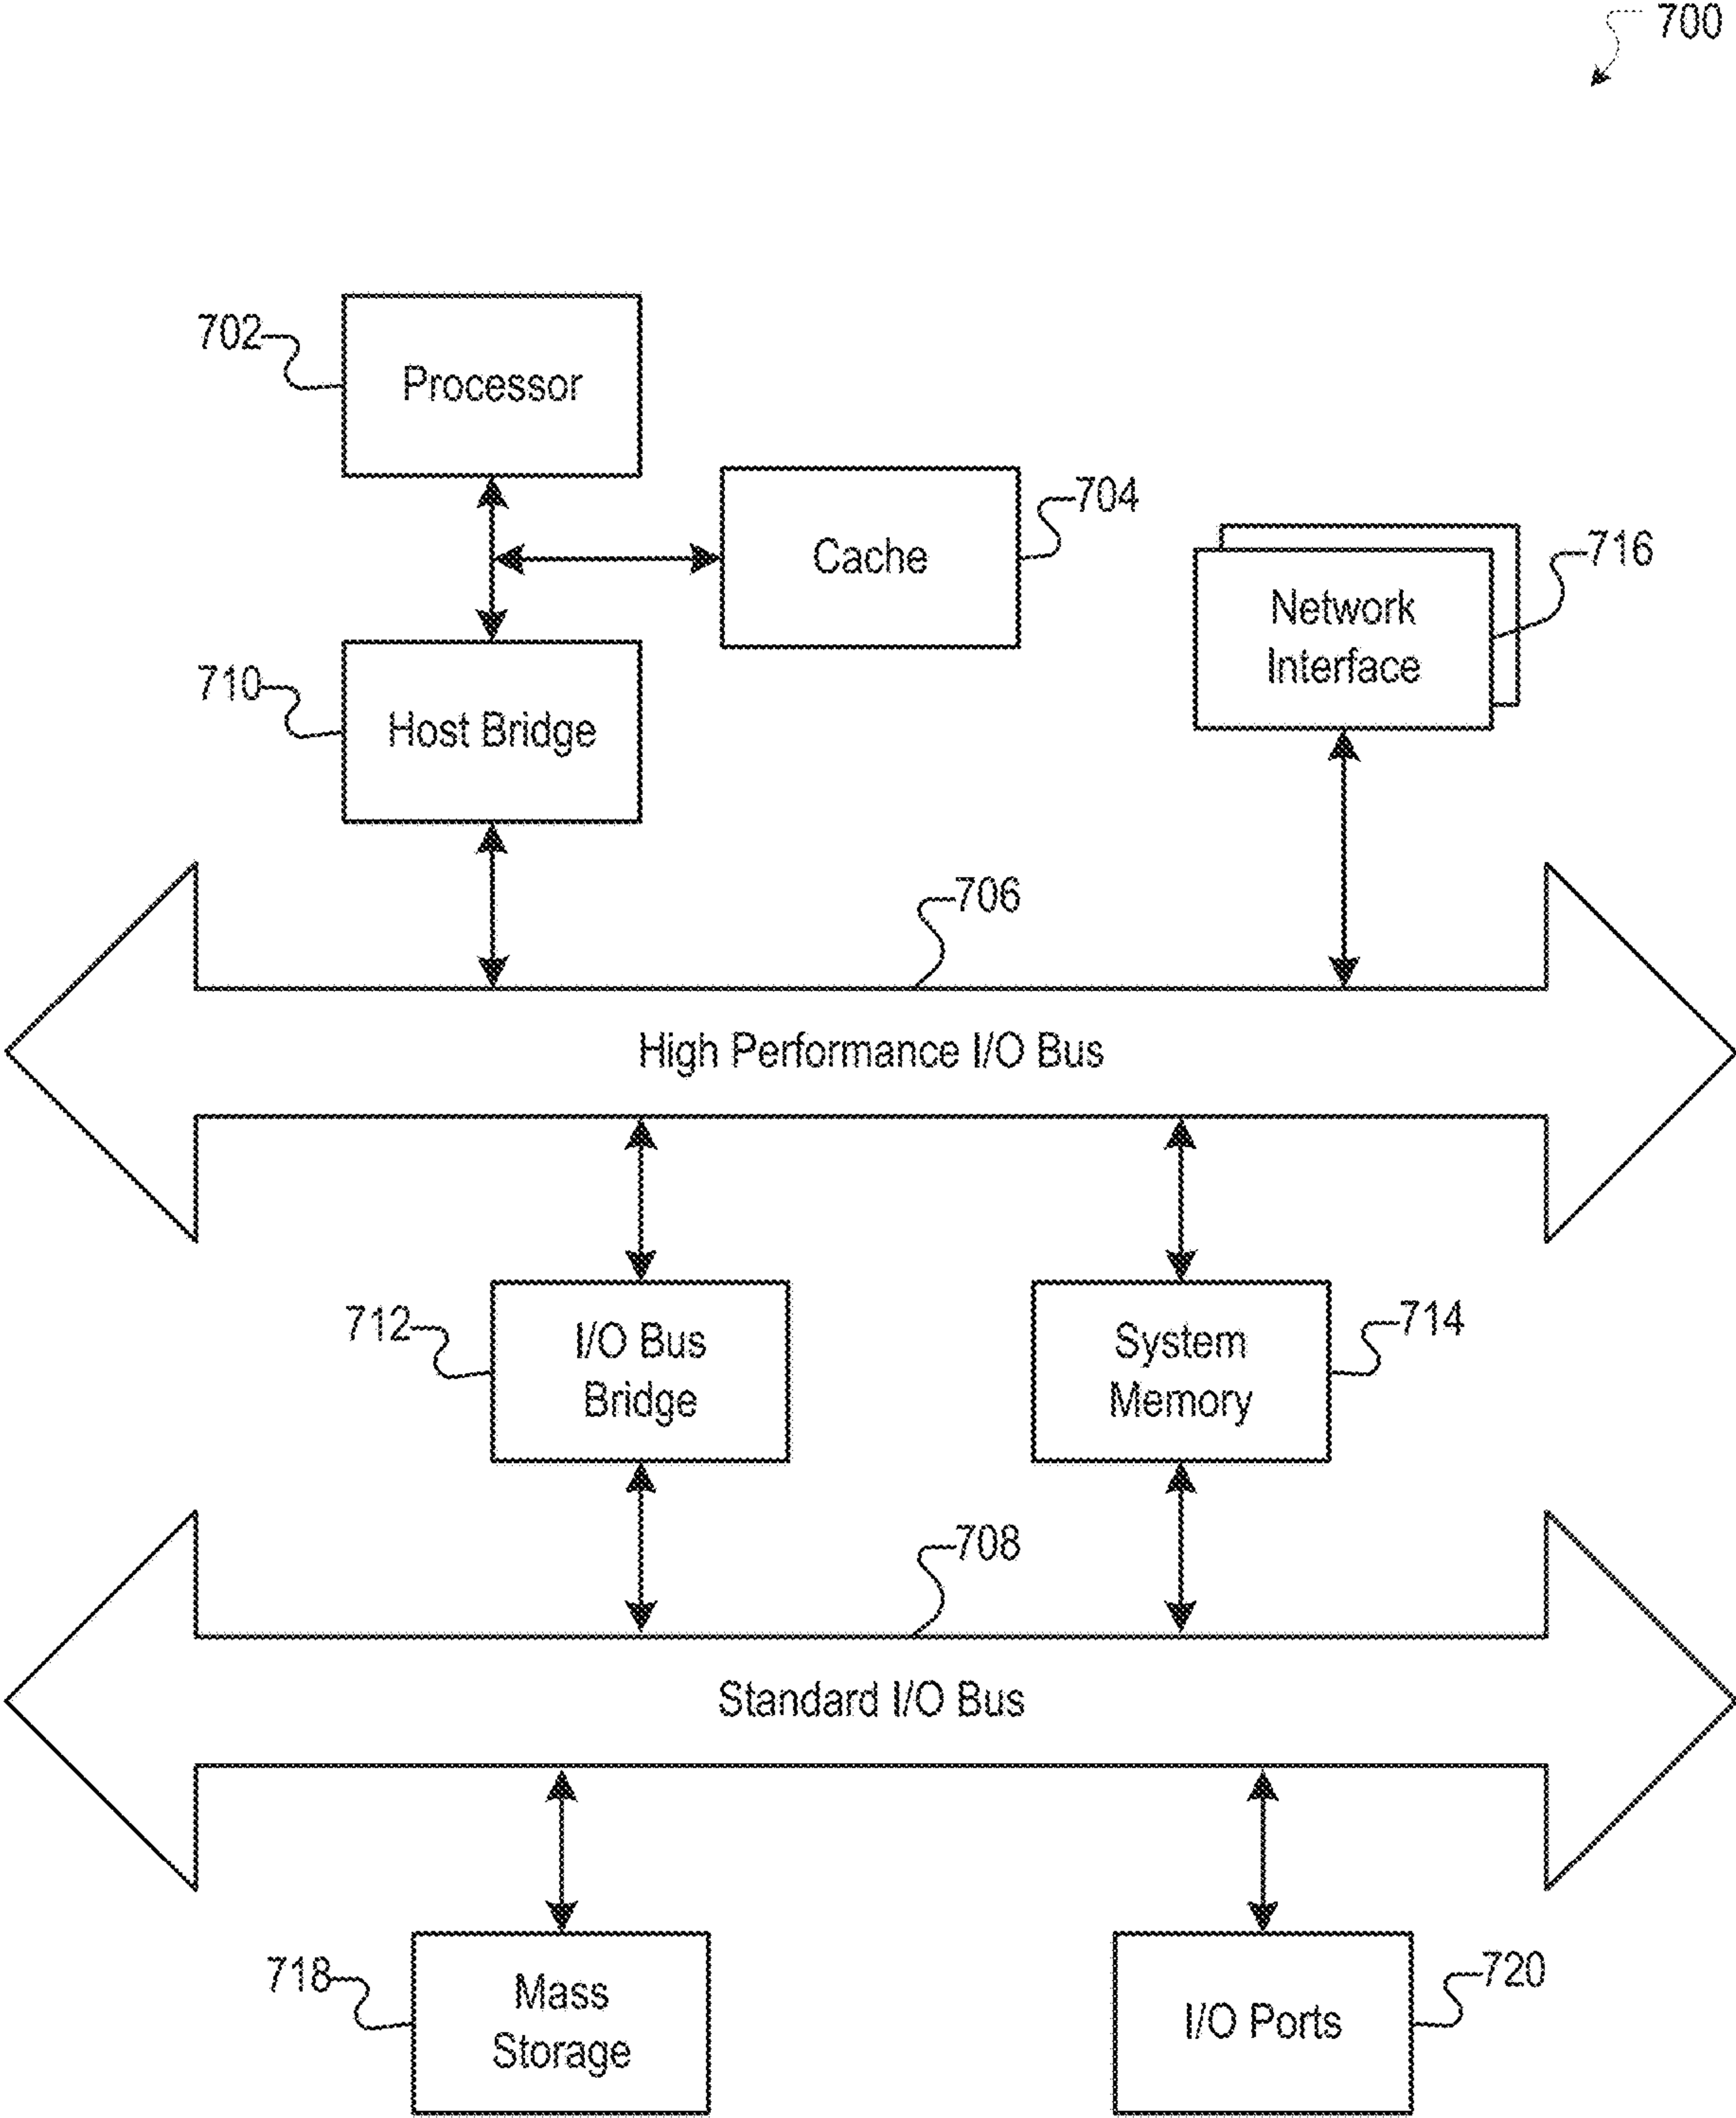 700
702
Processor
704
Cache
716
Network
Interface
710
Host Bridge
706
High Performance I/O Bus
712
I/O Bus
Bridge
714
System
Memory
708
Standard I/O Bus
718
Mass
Storage
720
I/O Ports